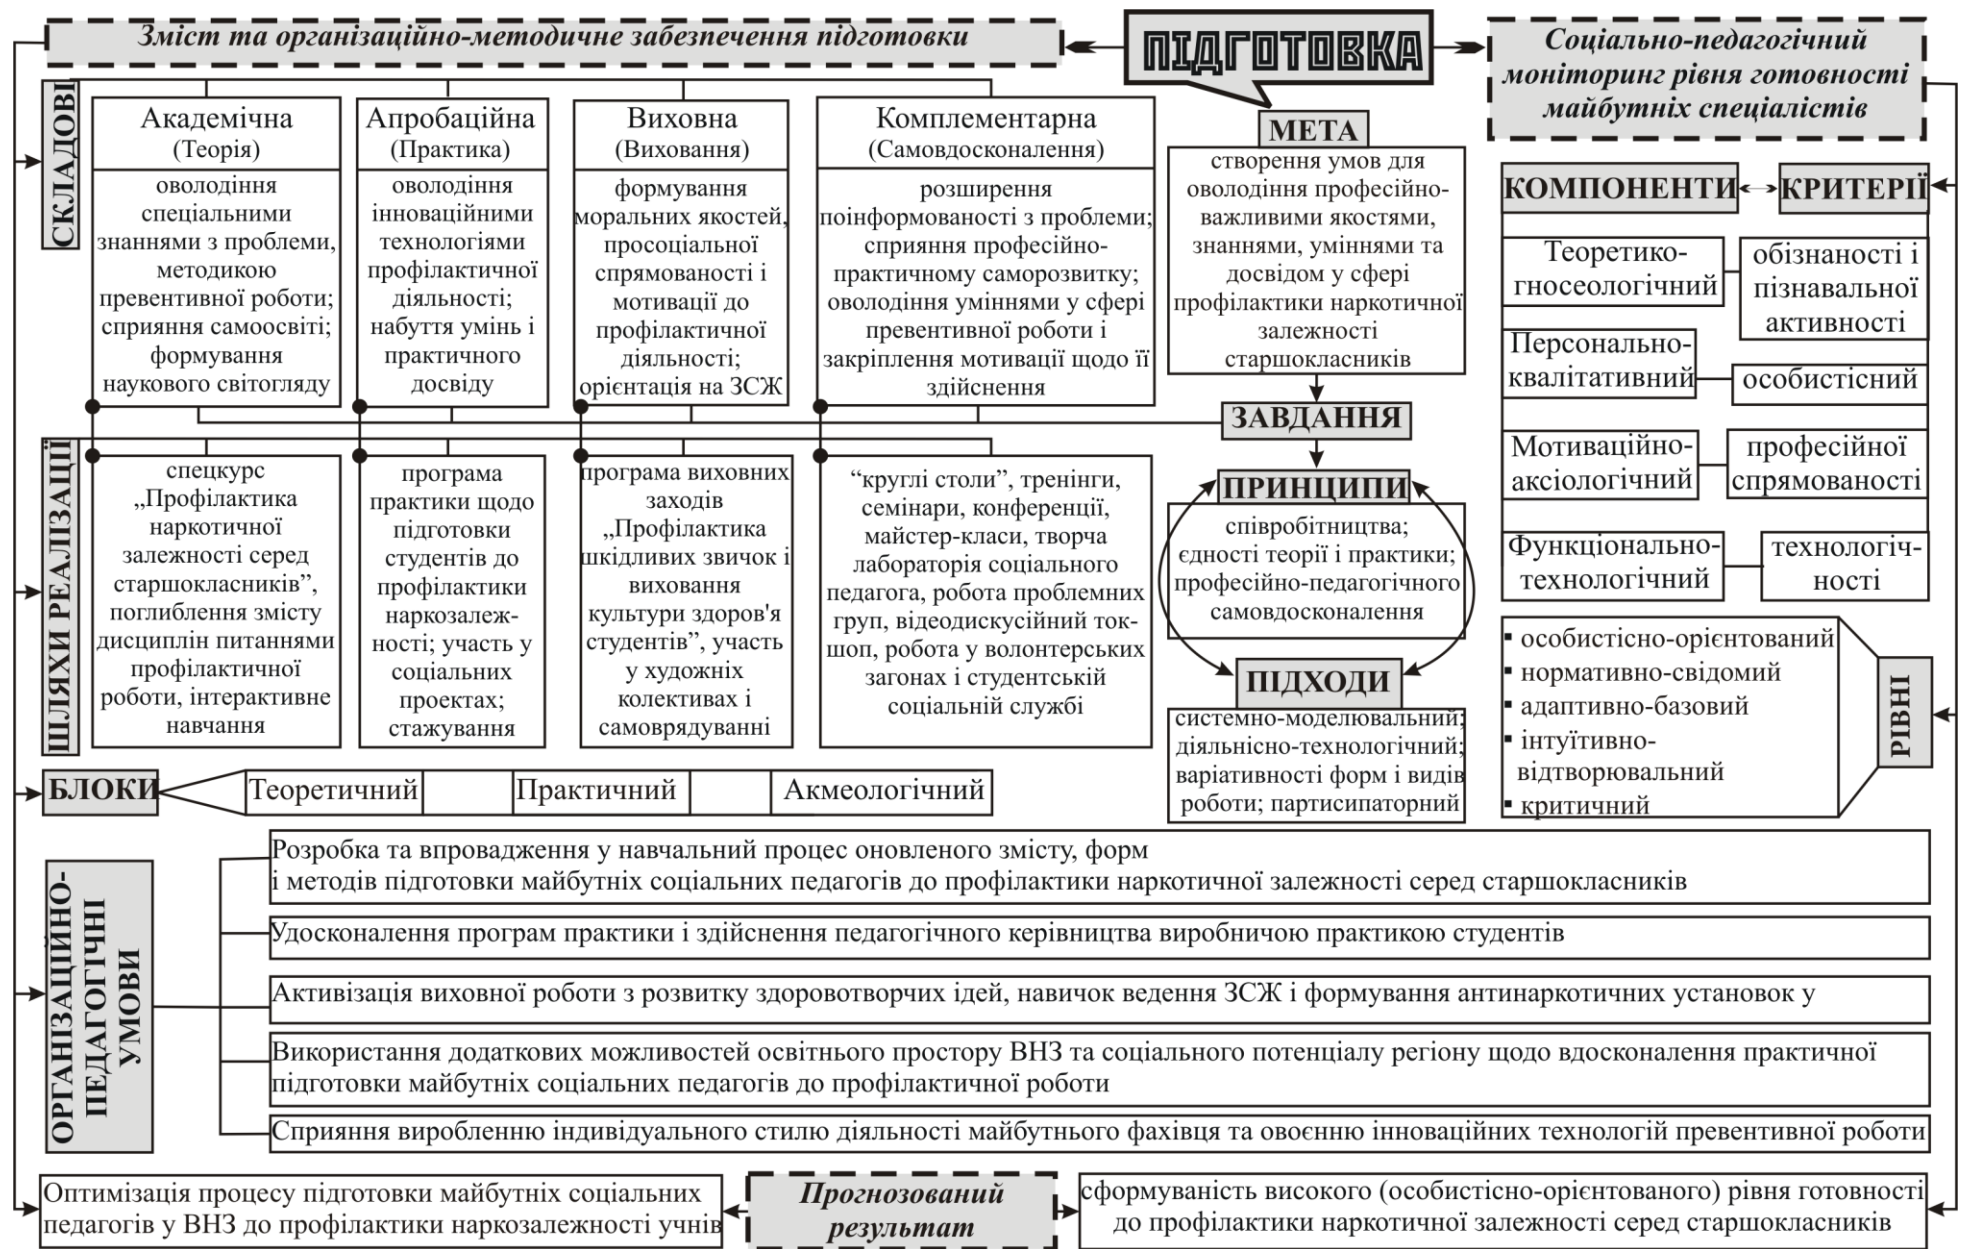 Зміст та організаційно-методичне забезпечення підготовки
ПІДГОТОВКА
Соціально-педагогічний
моніторинг рівня готовності
майбутніх спеціалістів
СКЛАДОВІ
Академічна
(Теорія)
оволодіння
спеціальними
знаннями з проблеми,
методикою
превентивної роботи;
сприяння самоосвіті;
формування
наукового світогляду
Апробаційна
(Практика)
оволодіння
інноваційними
технологіями
профілактичної
діяльності;
набуття умінь і
практичного
досвіду
Виховна
(Виховання)
формування
моральних якостей,
просоціальної
спрямованості і
мотивації до
профілактичної
діяльності;
орієнтація на ЗСЖ
Комплементарна
(Самовдосконалення)
розширення
поінформованості з проблеми;
сприяння професійно-
практичному саморозвитку;
оволодіння уміннями у сфері
превентивної роботи і
закріплення мотивації щодо її
здійснення
МЕТА
створення умов для
оволодіння професійно-
важливими якостями,
знаннями, уміннями та
досвідом у сфері
профілактики наркотичної
залежності
старшокласників
ЗАВДАННЯ
ПРИНЦИПИ
співробітництва;
єдності теорії і практики;
професійно-педагогічного
самовдосконалення
ПІДХОДИ
системно-моделювальний;
діяльнісно-технологічний;
варіативності форм і видів
роботи; партисипаторний
КОМПОНЕНТИ
КРИТЕРІЇ
Теоретико-
гносеологічний
обізнаності і
пізнавальної
активності
Персонально-
квалітативний
особистісний
Мотиваційно-
аксіологічний
професійної
спрямованості
Функціонально-
технологічний
технологіч-
ності
▪ особистісно-орієнтований
▪ нормативно-свідомий
▪ адаптивно-базовий
▪ інтуїтивно-
відтворювальний
▪ критичний
РІВНІ
ШЛЯХИ РЕАЛІЗАЦІЇ
спецкурс
„Профілактика
наркотичної
залежності серед
старшокласників”,
поглиблення змісту
дисциплін питаннями
профілактичної
роботи, інтерактивне
навчання
програма
практики щодо
підготовки
студентів до
профілактики
наркозалеж-
ності; участь у
соціальних
проектах;
стажування
програма виховних
заходів
„Профілактика
шкідливих звичок і
виховання
культури здоров'я
студентів”, участь
у художніх
колективах і
самоврядуванні
“круглі столи”, тренінги,
семінари, конференції,
майстер-класи, творча
лабораторія соціального
педагога, робота проблемних
груп, відеодискусійний ток-
шоп, робота у волонтерських
загонах і студентській
соціальній службі
БЛОКИ
Теоретичний
Практичний
Акмеологічний
ОРГАНІЗАЦІЙНО-
ПЕДАГОГІЧНІ
УМОВИ
Розробка та впровадження у навчальний процес оновленого змісту, форм
і методів підготовки майбутніх соціальних педагогів до профілактики наркотичної залежності серед старшокласників
Удосконалення програм практики і здійснення педагогічного керівництва виробничою практикою студентів
Активізація виховної роботи з розвитку здоровотворчих ідей, навичок ведення ЗСЖ і формування антинаркотичних установок у
Використання додаткових можливостей освітнього простору ВНЗ та соціального потенціалу регіону щодо вдосконалення практичної
підготовки майбутніх соціальних педагогів до профілактичної роботи
Сприяння виробленню індивідуального стилю діяльності майбутнього фахівця та овоєнню інноваційних технологій превентивної роботи
Оптимізація процесу підготовки майбутніх соціальних
педагогів у ВНЗ до профілактики наркозалежності учнів
Прогнозований
результат
сформуваність високого (особистісно-орієнтованого) рівня готовності
до профілактики наркотичної залежності серед старшокласників